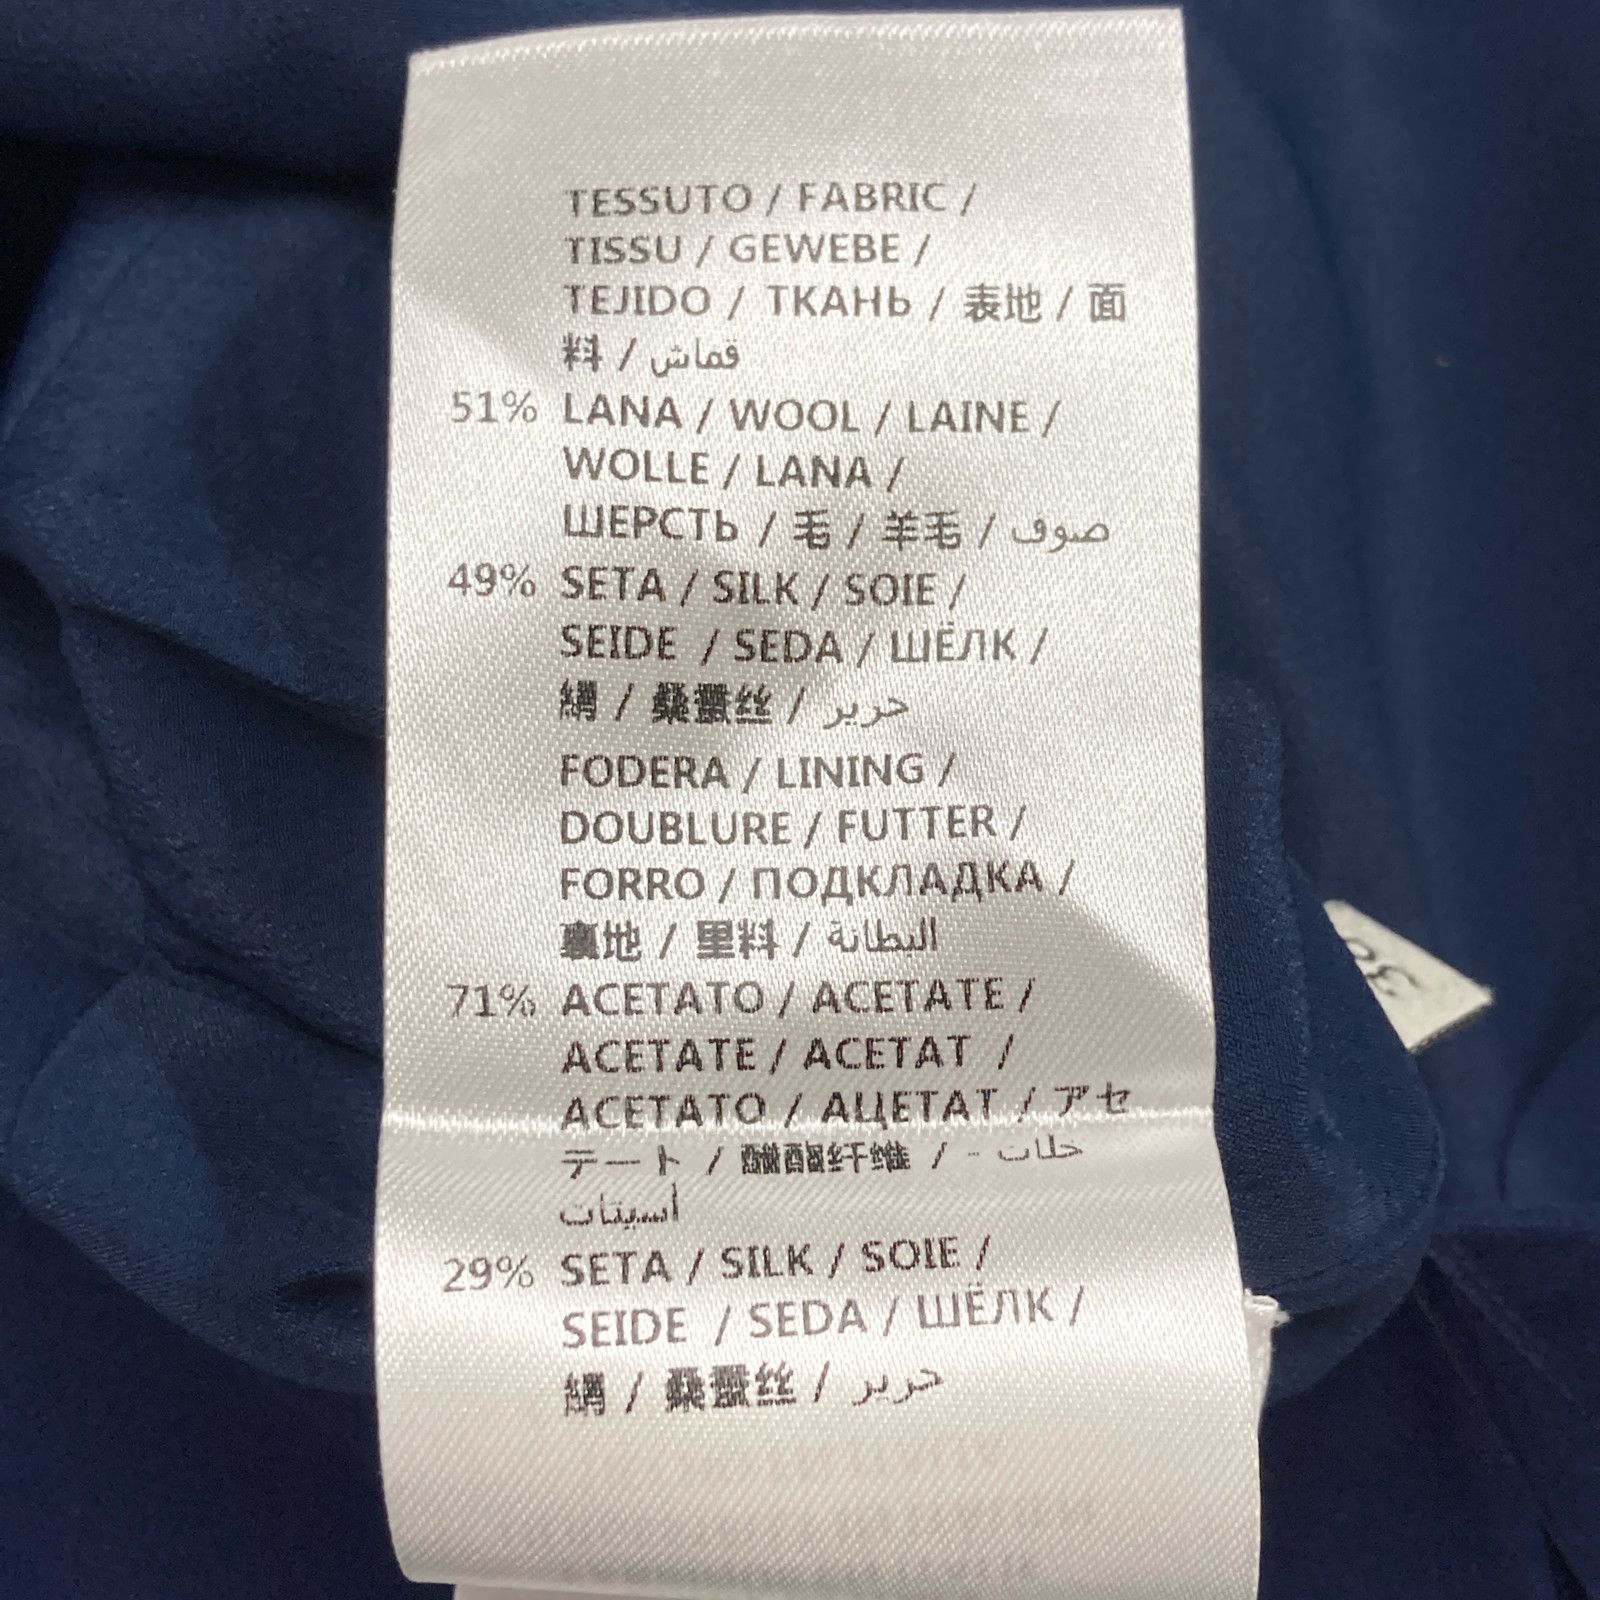 TESSUTO / FABRIC /
TISSU / GEWEBE /
TEJIDO / ТКАНЬ / 表地 / 面
料 / قماش
51% LANA / WOOL / LAINE /
WOLLE / LANA /
ШЕРСТЬ / 毛 / 羊毛 / صوف
49% SETA / SILK / SOIE /
SEIDE / SEDA / ШЁЛК /
絹 / 桑蚕丝 / حرير
FODERA / LINING /
DOUBLURE / FUTTER /
FORRO / ПОДКЛАДКА /
裏地 / 里料 / البطانة
71% ACETATO / ACETATE /
ACETATE / ACETAT /
ACETATO / АЦЕТАТ / アセ
テート / 醋酯纤维 / - خلات
أسيتات
29% SETA / SILK / SOIE /
SEIDE / SEDA / ШЁЛК /
絹 / 桑蚕丝 / حرير